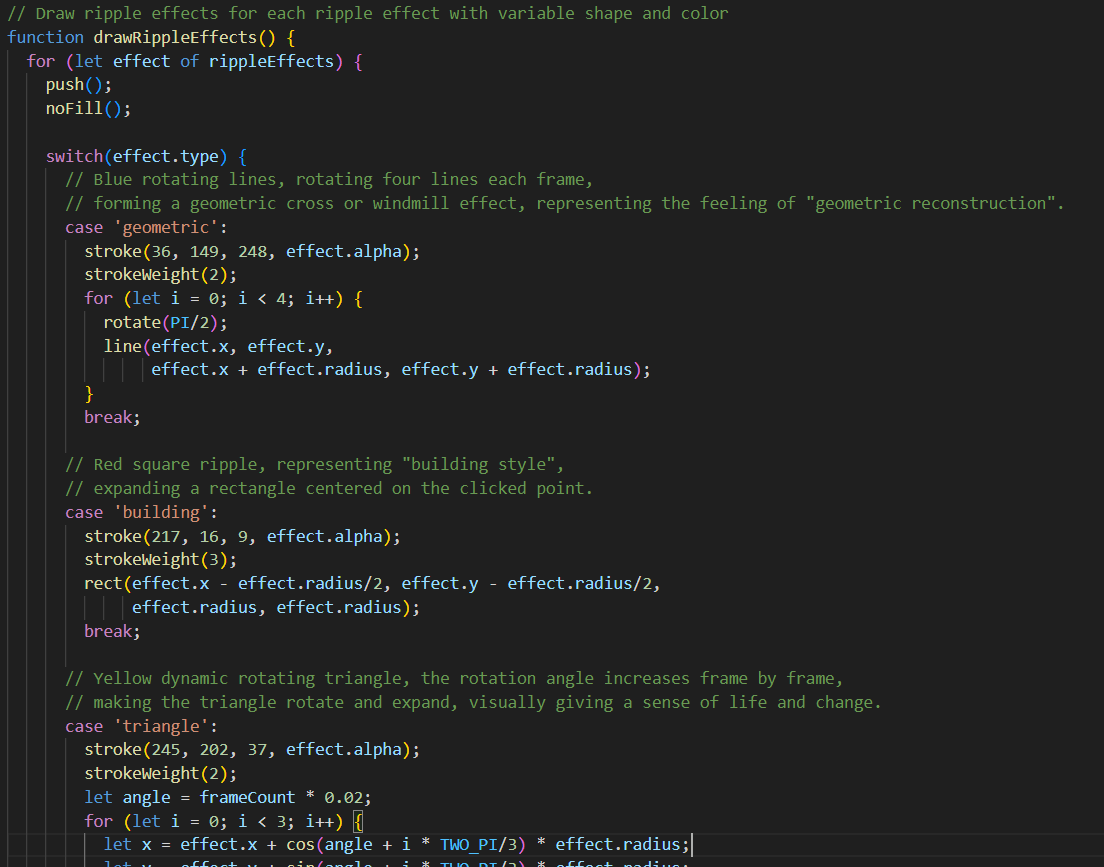 // Draw ripple effects for each ripple effect with variable shape and color
function drawRippleEffects() {
for (let effect of rippleEffects) {
push();
noFill();
switch(effect.type) {
// Blue rotating lines, rotating four lines each frame,
// forming a geometric cross or windmill effect, representing the feeling of "geometric reconstruction".
case 'geometric':
stroke(36, 149, 248, effect.alpha);
strokeWeight(2);
for (let i = 0; i < 4; i++) {
rotate(PI/2);
line(effect.x, effect.y,
effect.x + effect.radius, effect.y + effect.radius);
}
break;
// Red square ripple, representing "building style",
// expanding a rectangle centered on the clicked point.
case 'building':
stroke(217, 16, 9, effect.alpha);
strokeWeight(3);
rect(effect.x - effect.radius/2, effect.y - effect.radius/2,
effect.radius, effect.radius);
break;
// Yellow dynamic rotating triangle, the rotation angle increases frame by frame,
// making the triangle rotate and expand, visually giving a sense of life and change.
case 'triangle':
stroke(245, 202, 37, effect.alpha);
strokeWeight(2);
let angle = frameCount * 0.02;
for (let i = 0; i < 3; i++) {
let x = effect.x + cos(angle + i * TWO_PI/3) * effect.radius;